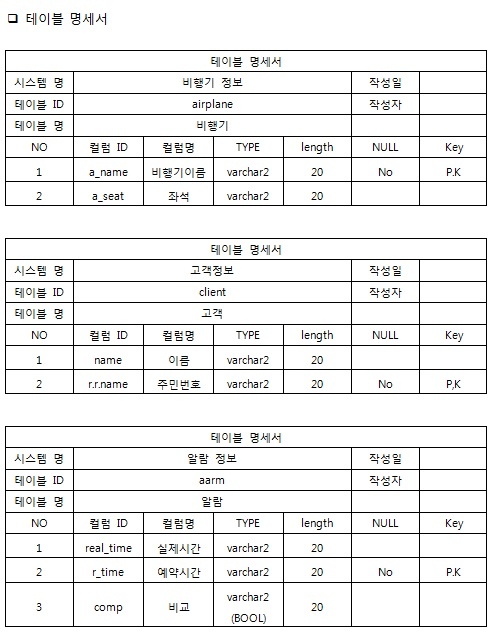 ❑ 테이블 명세서
테이블 명세서
시스템 명 비행기 정보 작성일
테이블 ID airplane 작성자
테이블 명 비행기
NO 컬럼 ID 컬럼명 TYPE length NULL Key
1 a_name 비행기이름 varchar2 20 No P.K
2 a_seat 좌석 varchar2 20
테이블 명세서
시스템 명 고객정보 작성일
테이블 ID client 작성자
테이블 명 고객
NO 컬럼 ID 컬럼명 TYPE length NULL Key
1 name 이름 varchar2 20
2 r.r.name 주민번호 varchar2 20 No P,K
테이블 명세서
시스템 명 알람 정보 작성일
테이블 ID aarm 작성자
테이블 명 알람
NO 컬럼 ID 컬럼명 TYPE length NULL Key
1 real_time 실제시간 varchar2 20
2 r_time 예약시간 varchar2 20 No P.K
3 comp 비교 varchar2 20
(BOOL)